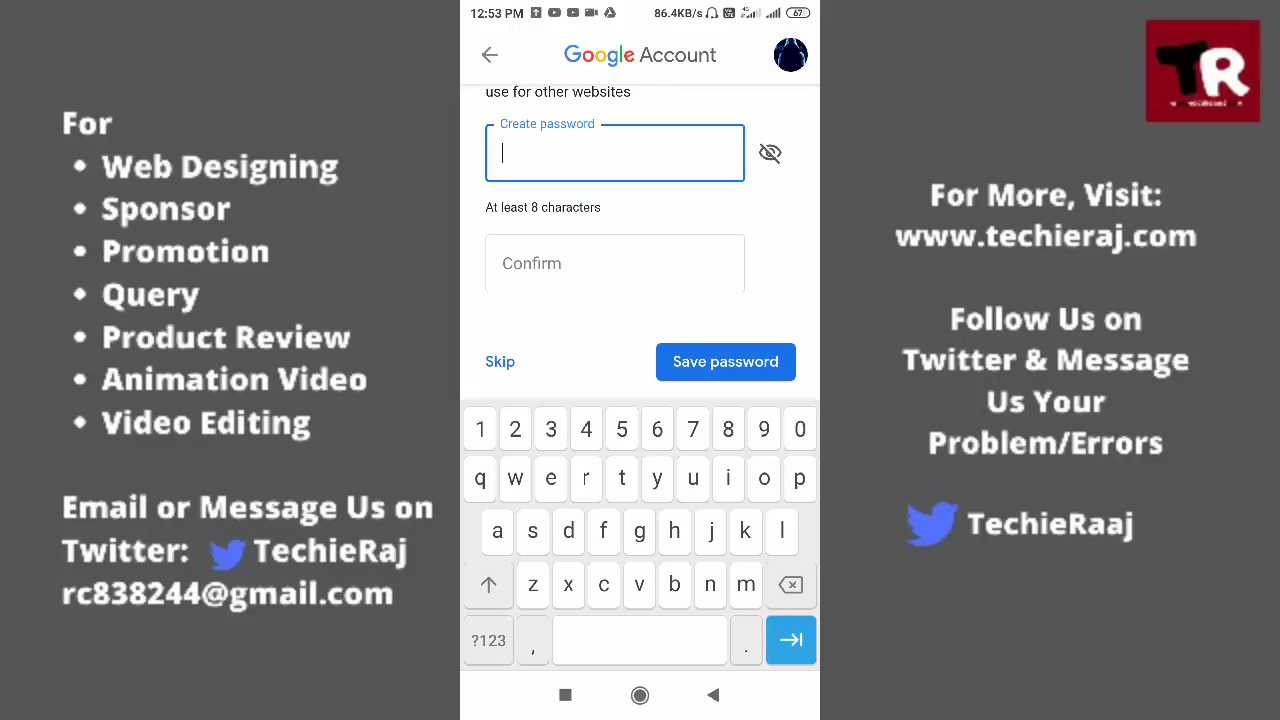 For
• Web Designing
• Sponsor
• Promotion
• Query
• Product Review
• Animation Video
• Video Editing
Email or Message Us on
Twitter: TechieRaj
rc838244@gmail.com
12:53 PM 86.4KB/s 4G 67
Google Account
use for other websites
Create password
At least 8 characters
Confirm
Skip Save password
1 2 3 4 5 6 7 8 9 0
q w e r t y u i o p
a s d f g h j k l
z x c v b n m
?123 , .
TR
For More, Visit:
www.techieraj.com
Follow Us on
Twitter & Message
Us Your
Problem/Errors
TechieRaaj